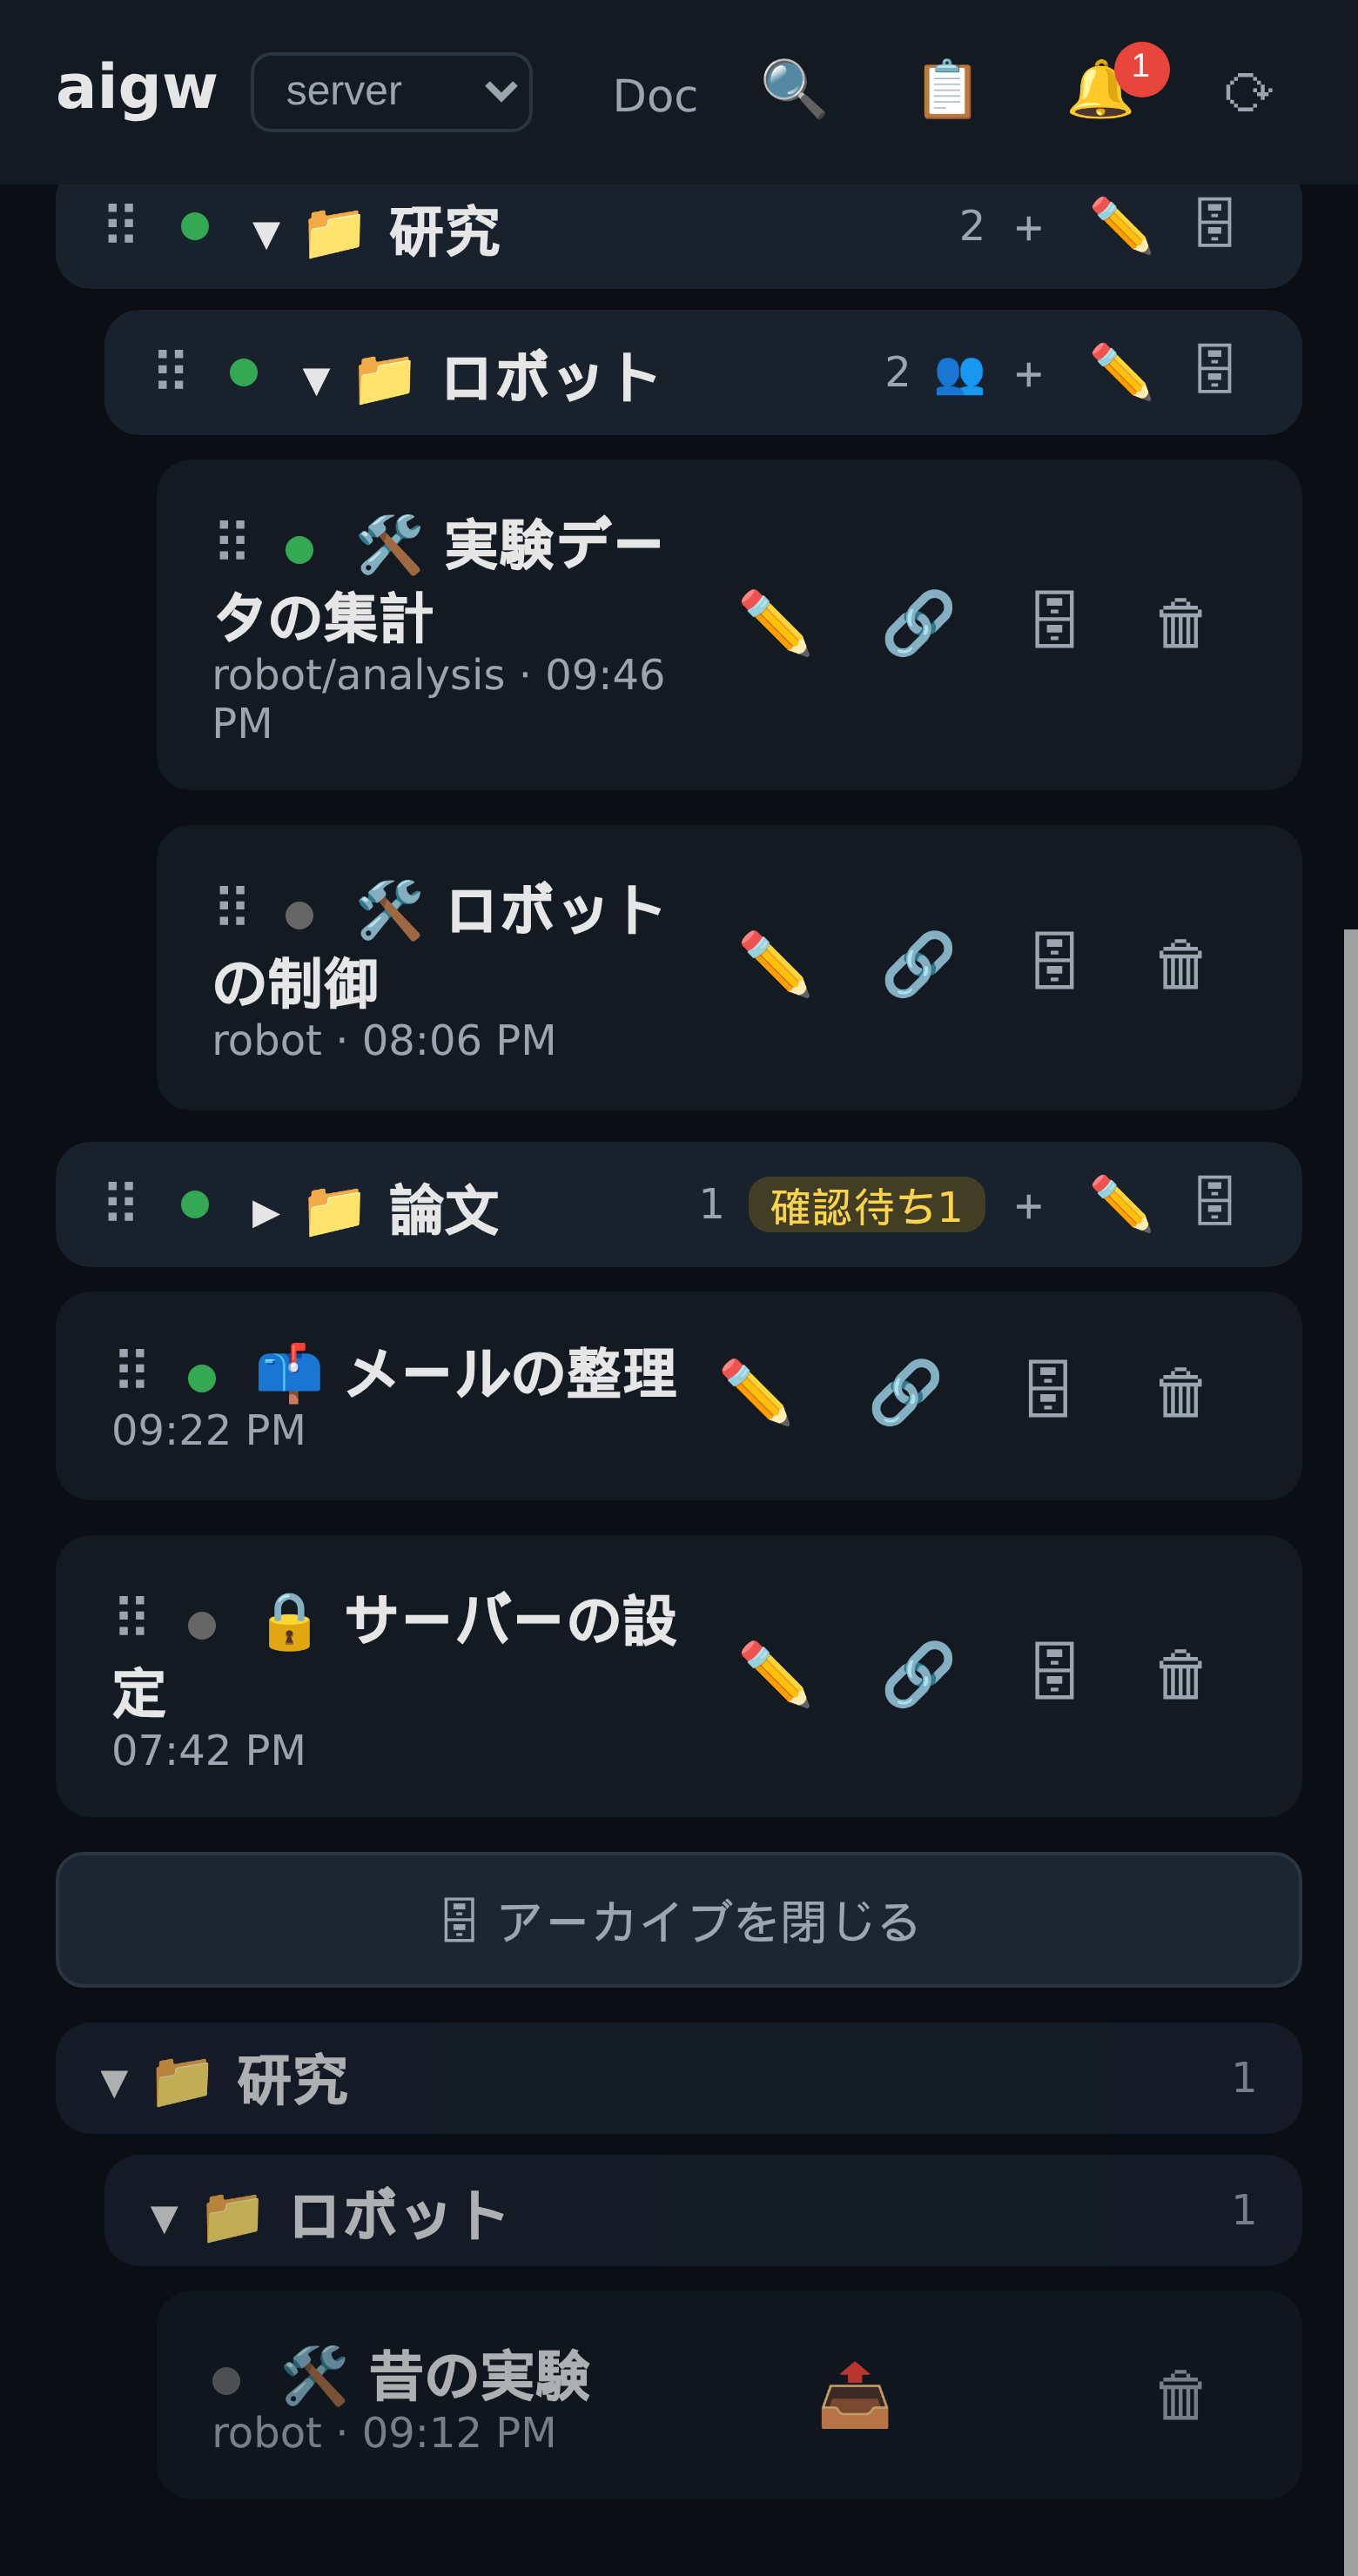 aigw server Doc 1
研究 2 +
ロボット 2 +
実験デー
タの集計
robot/analysis · 09:46
PM
ロボット
の制御
robot · 08:06 PM
論文 1 確認待ち1 +
メールの整理
09:22 PM
サーバーの設
定
07:42 PM
アーカイブを閉じる
研究 1
ロボット 1
昔の実験
robot · 09:12 PM